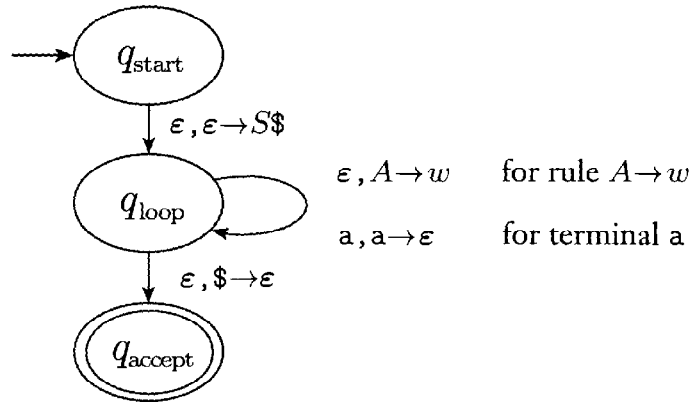 q_start
ε,ε→S$
ε,A→w for rule A→w
q_loop
a,a→ε for terminal a
ε,$→ε
q_accept